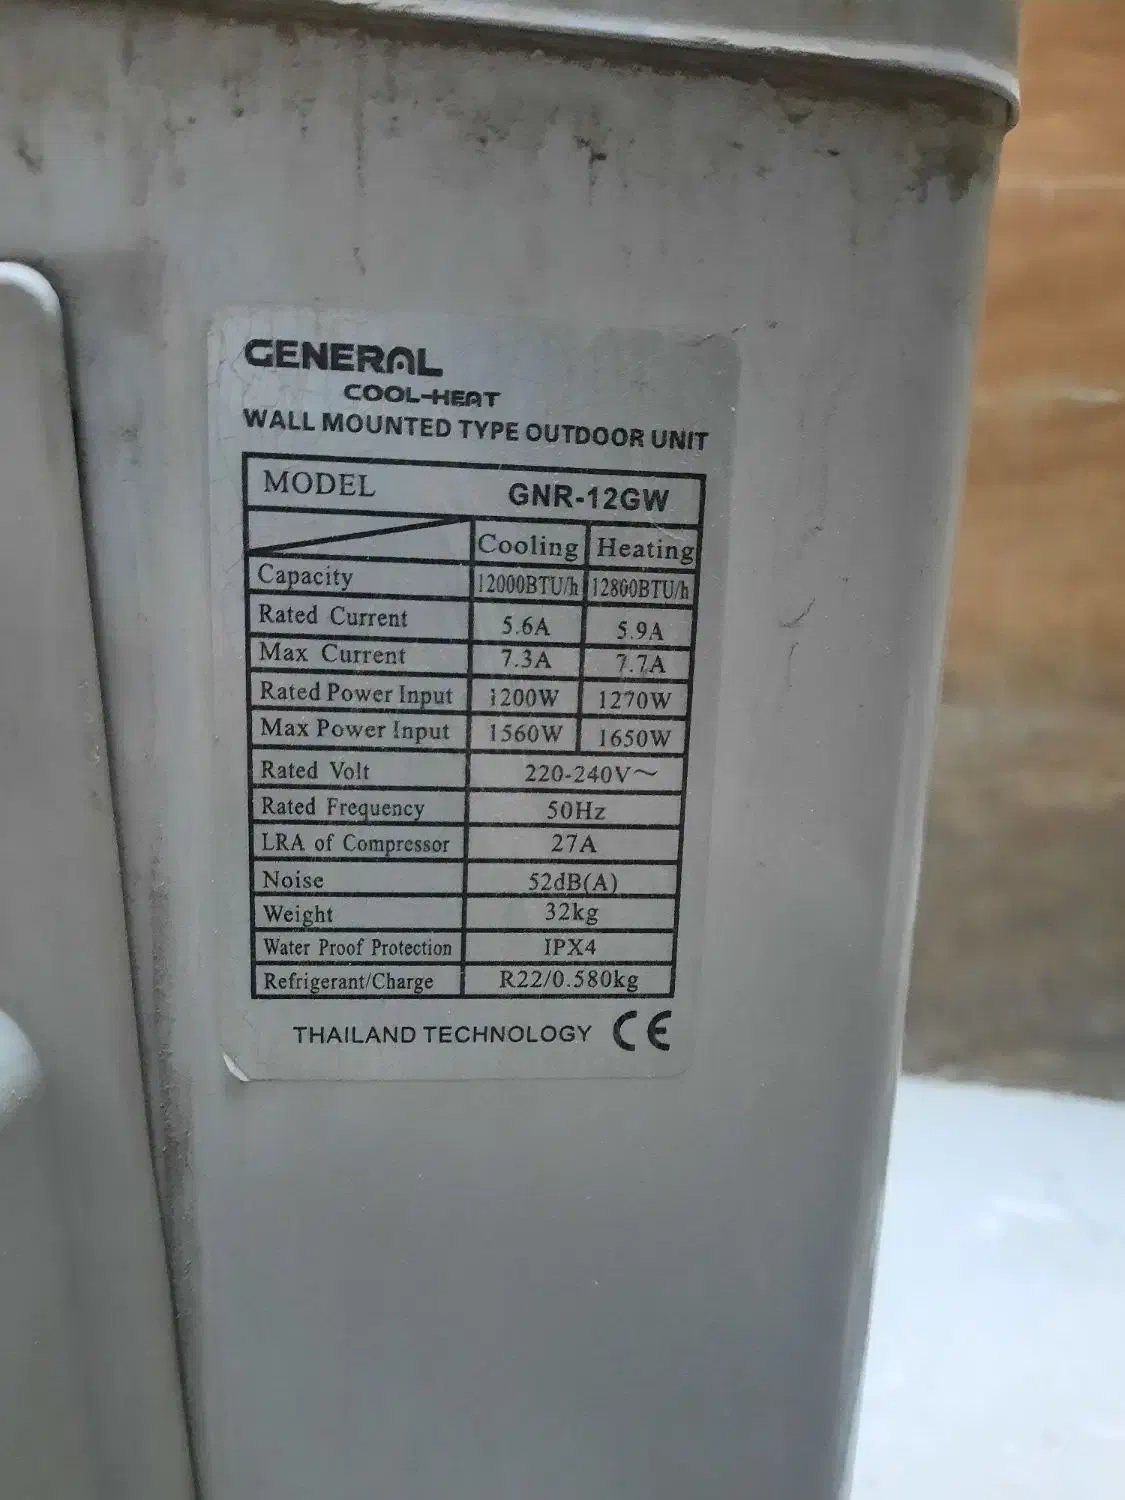 GENERAL
COOL-HEAT
WALL MOUNTED TYPE OUTDOOR UNIT
MODEL GNR-12GW
Cooling Heating
Capacity 12000BTU/h 12800BTU/h
Rated Current 5.6A 5.9A
Max Current 7.3A 7.7A
Rated Power Input 1200W 1270W
Max Power Input 1560W 1650W
Rated Volt 220-240V~
Rated Frequency 50Hz
LRA of Compressor 27A
Noise 52dB(A)
Weight 32kg
Water Proof Protection IPX4
Refrigerant/Charge R22/0.580kg
THAILAND TECHNOLOGY CE